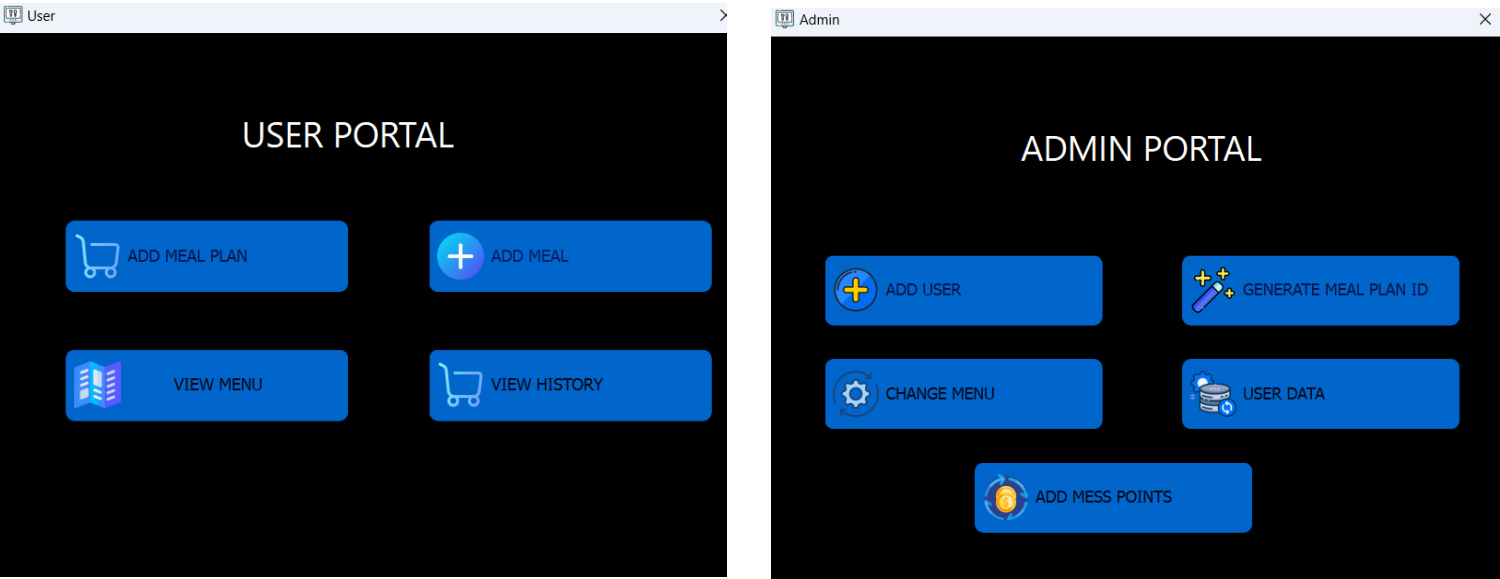 User
USER PORTAL
ADD MEAL PLAN
ADD MEAL
VIEW MENU
VIEW HISTORY
Admin
ADMIN PORTAL
ADD USER
GENERATE MEAL PLAN ID
CHANGE MENU
USER DATA
ADD MESS POINTS